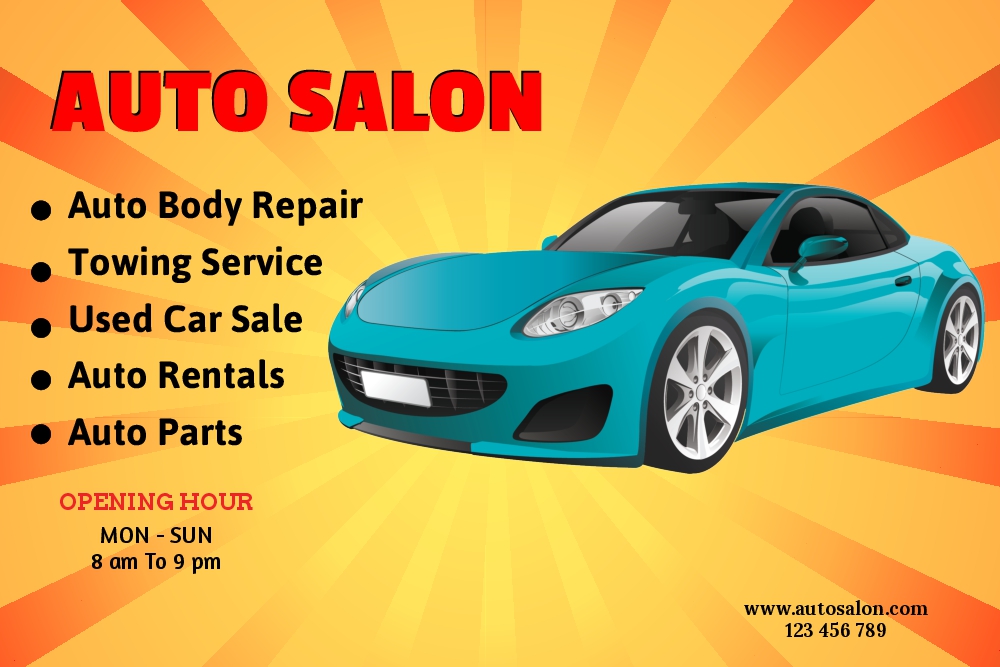 AUTO SALON
Auto Body Repair
Towing Service
Used Car Sale
Auto Rentals
Auto Parts
OPENING HOUR
MON - SUN
8 am To 9 pm
www.autosalon.com
123 456 789